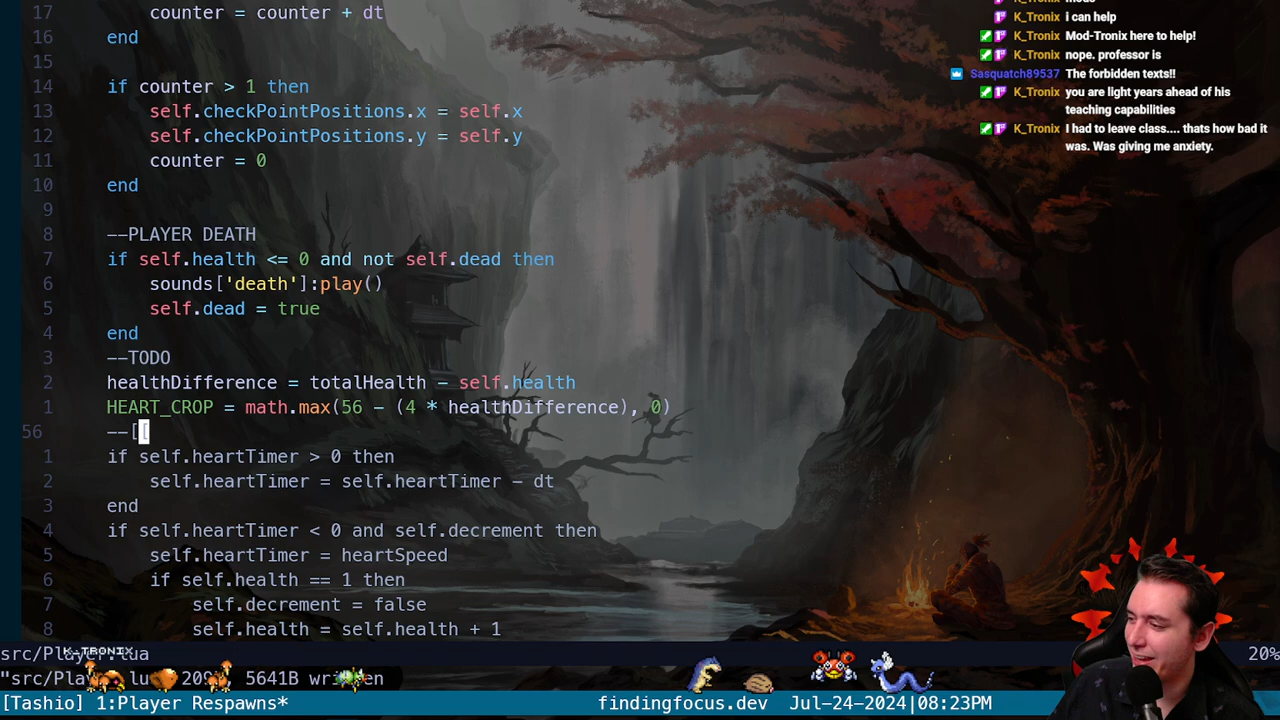 17 counter = counter + dt
16 end
15
14 if counter > 1 then
13 self.checkPointPositions.x = self.x
12 self.checkPointPositions.y = self.y
11 counter = 0
10 end
9
8 --PLAYER DEATH
7 if self.health <= 0 and not self.dead then
6 sounds['death']:play()
5 self.dead = true
4 end
3 --TODO
2 healthDifference = totalHealth - self.health
1 HEART_CROP = math.max(56 - (4 * healthDifference), 0)
56 --[[
1 if self.heartTimer > 0 then
2 self.heartTimer = self.heartTimer - dt
3 end
4 if self.heartTimer < 0 and self.decrement then
5 self.heartTimer = heartSpeed
6 if self.health == 1 then
7 self.decrement = false
8 self.health = self.health + 1
K_Tronix i can help
K_Tronix Mod-Tronix here to help!
K_Tronix nope. professor is
Sasquatch89537 The forbidden texts!!
K_Tronix you are light years ahead of his
teaching capabilities
K_Tronix I had to leave class.... thats how bad it
was. Was giving me anxiety.
K-TRONIX
src/Player.lua 20%
5641B written
[Tashio] 1:Player Respawns* findingfocus.dev Jul-24-2024|08:23PM